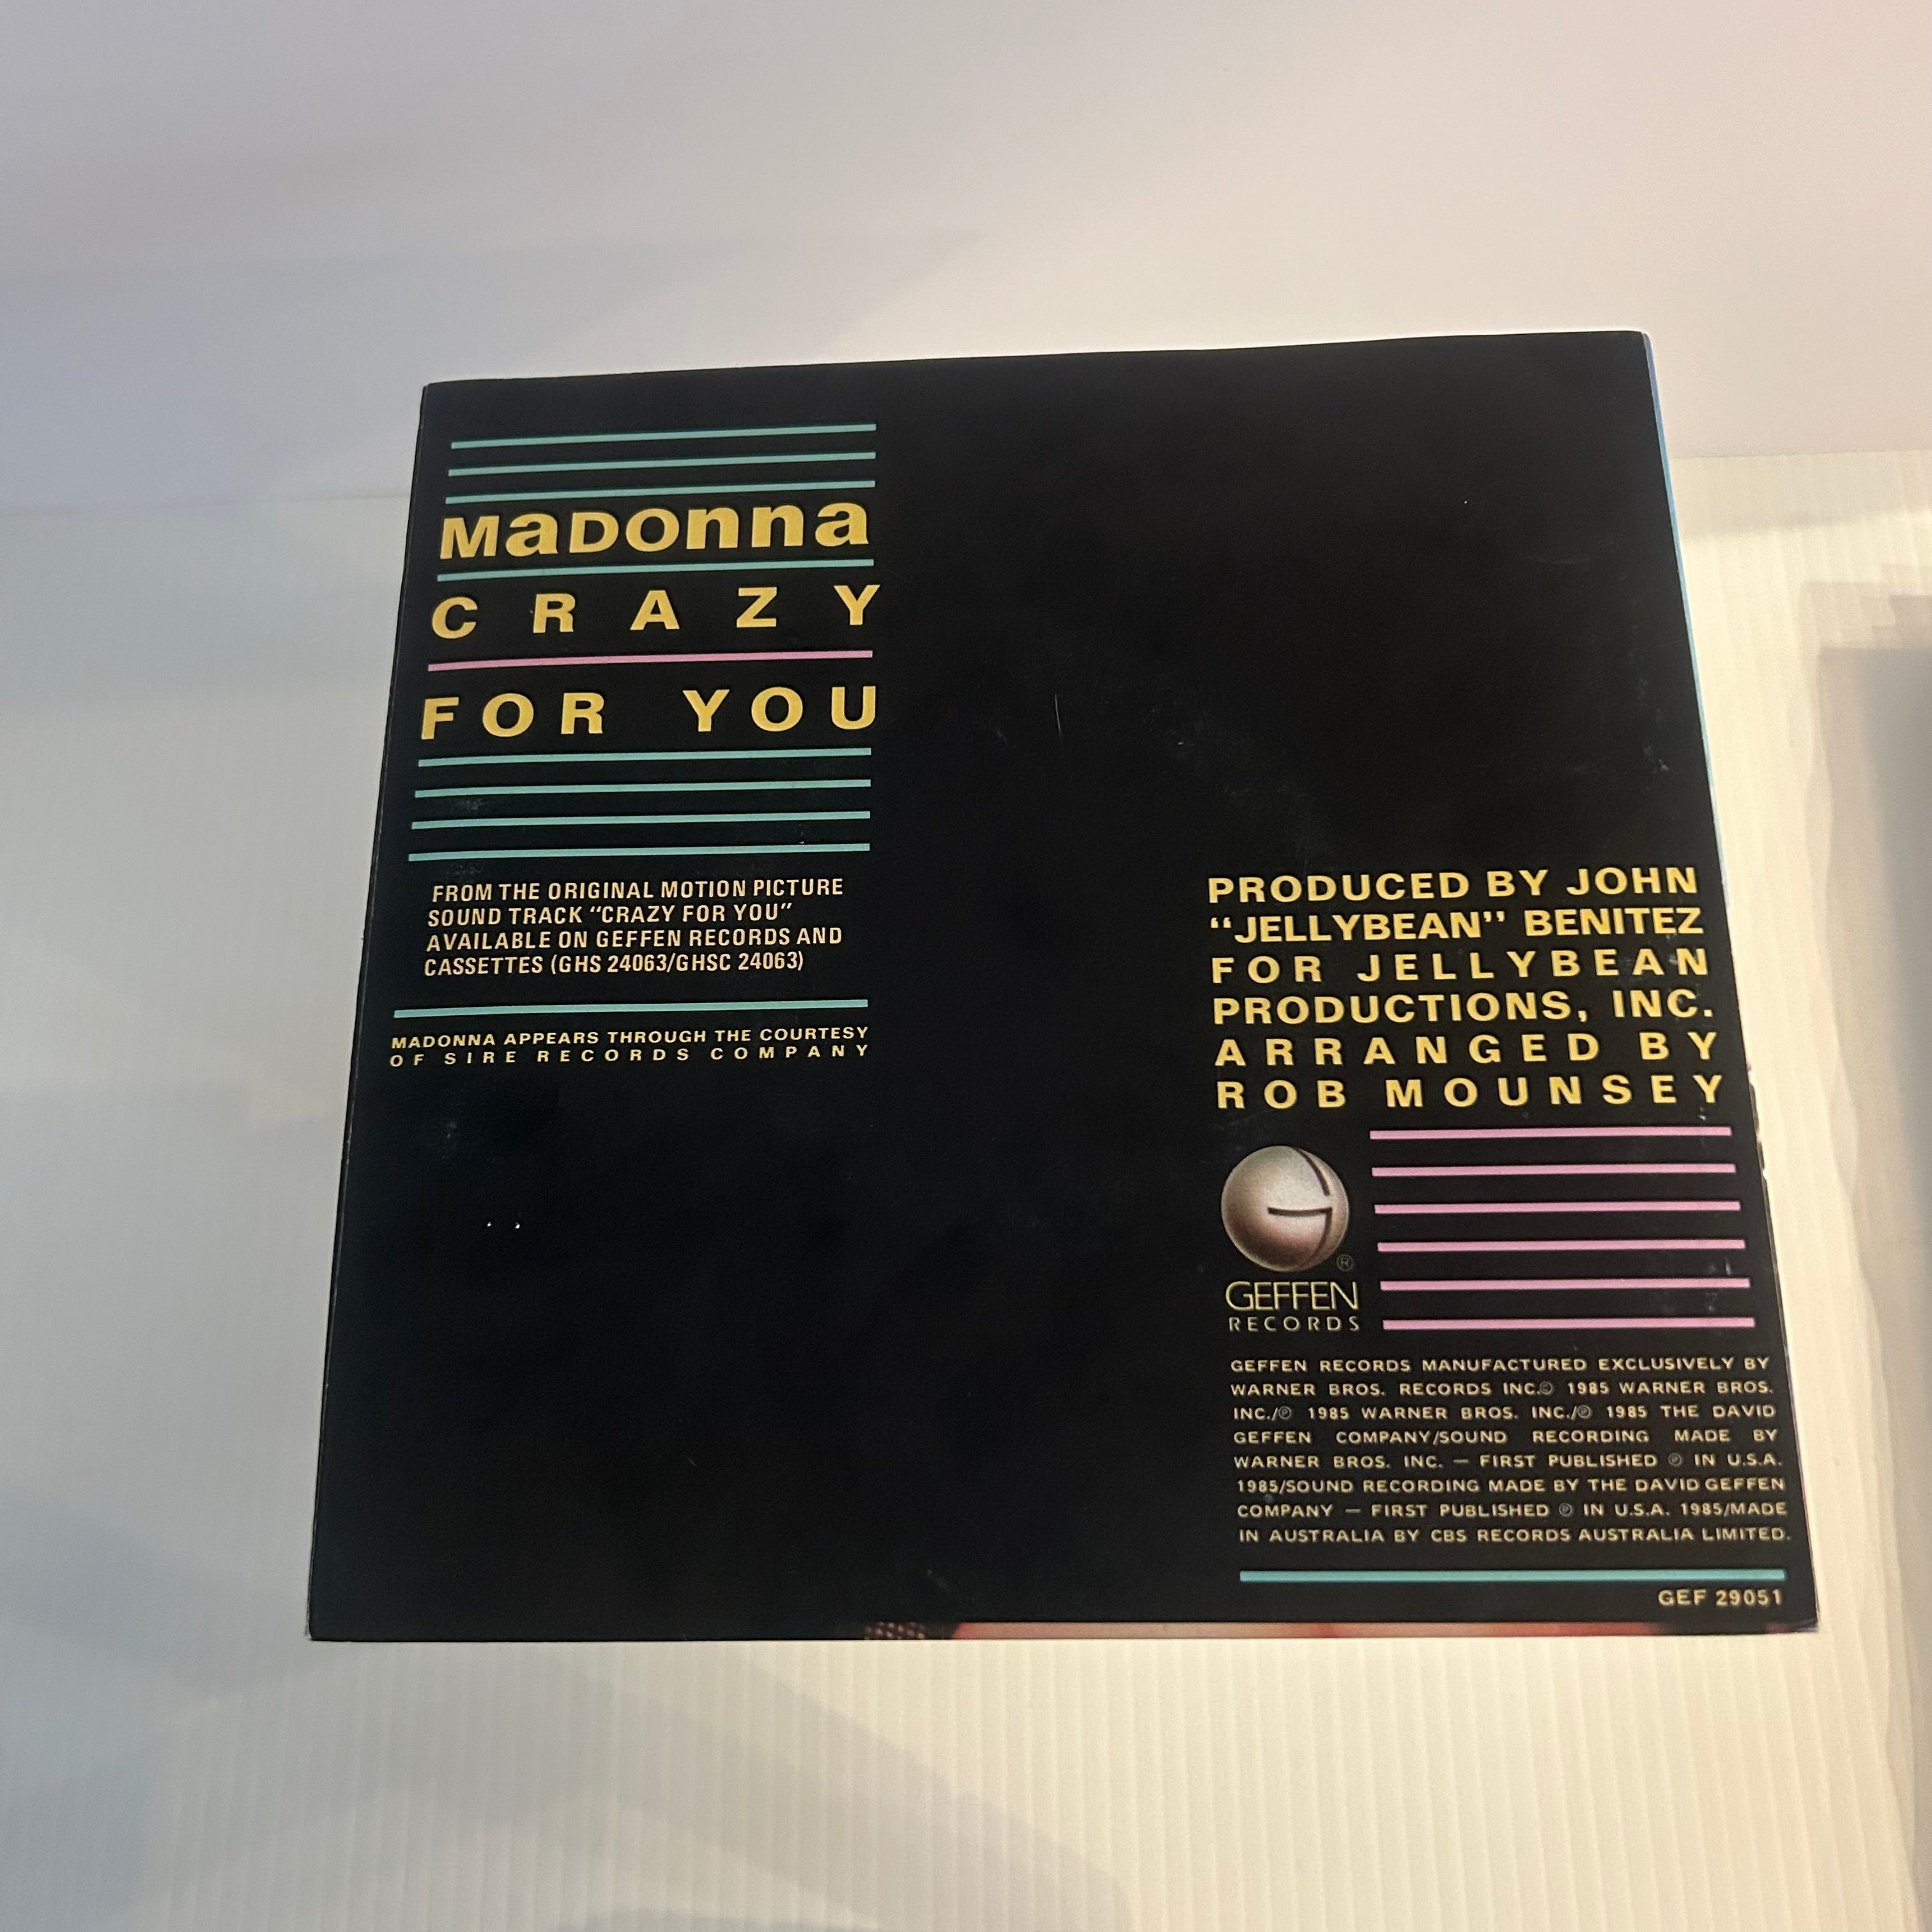 MaDOnna
CRAZY
FOR YOU
FROM THE ORIGINAL MOTION PICTURE
SOUND TRACK “CRAZY FOR YOU”
AVAILABLE ON GEFFEN RECORDS AND
CASSETTES (GHS 24063/GHSC 24063)
MADONNA APPEARS THROUGH THE COURTESY
OF SIRE RECORDS COMPANY
PRODUCED BY JOHN
“JELLYBEAN” BENITEZ
FOR JELLYBEAN
PRODUCTIONS, INC.
ARRANGED BY
ROB MOUNSEY
G®
GEFFEN
RECORDS
GEFFEN RECORDS MANUFACTURED EXCLUSIVELY BY
WARNER BROS. RECORDS INC.© 1985 WARNER BROS.
INC./℗ 1985 WARNER BROS. INC./℗ 1985 THE DAVID
GEFFEN COMPANY/SOUND RECORDING MADE BY
WARNER BROS. INC. — FIRST PUBLISHED ℗ IN U.S.A.
1985/SOUND RECORDING MADE BY THE DAVID GEFFEN
COMPANY — FIRST PUBLISHED ℗ IN U.S.A. 1985/MADE
IN AUSTRALIA BY CBS RECORDS AUSTRALIA LIMITED.
GEF 29051